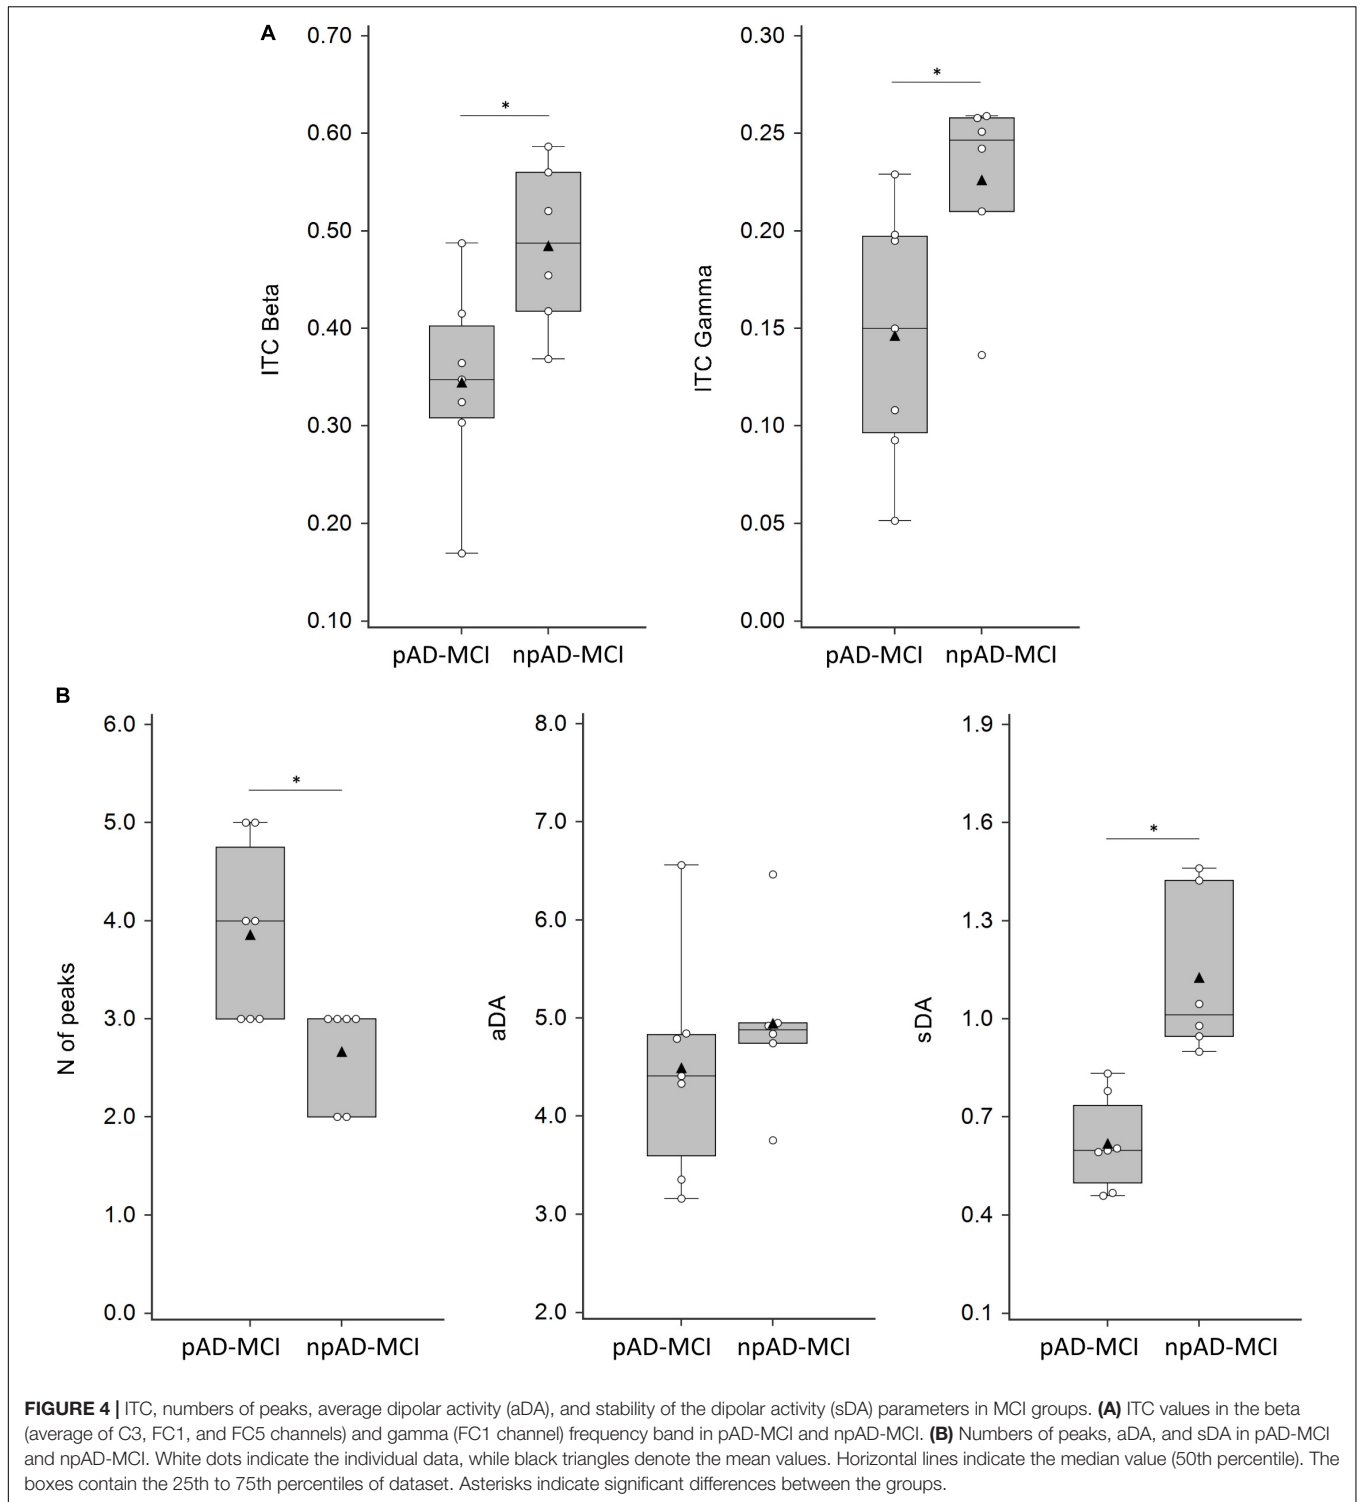 A
0.70
0.60
0.50
0.40
0.30
0.20
0.10
ITC Beta
*
pAD-MCI npAD-MCI
0.30
0.25
0.20
0.15
0.10
0.05
0.00
ITC Gamma
*
pAD-MCI npAD-MCI
B
6.0
5.0
4.0
3.0
2.0
1.0
0.0
N of peaks
*
pAD-MCI npAD-MCI
8.0
7.0
6.0
5.0
4.0
3.0
2.0
aDA
pAD-MCI npAD-MCI
1.9
1.6
1.3
1.0
0.7
0.4
0.1
sDA
*
pAD-MCI npAD-MCI
FIGURE 4 | ITC, numbers of peaks, average dipolar activity (aDA), and stability of the dipolar activity (sDA) parameters in MCI groups. (A) ITC values in the beta
(average of C3, FC1, and FC5 channels) and gamma (FC1 channel) frequency band in pAD-MCI and npAD-MCI. (B) Numbers of peaks, aDA, and sDA in pAD-MCI
and npAD-MCI. White dots indicate the individual data, while black triangles denote the mean values. Horizontal lines indicate the median value (50th percentile). The
boxes contain the 25th to 75th percentiles of dataset. Asterisks indicate significant differences between the groups.